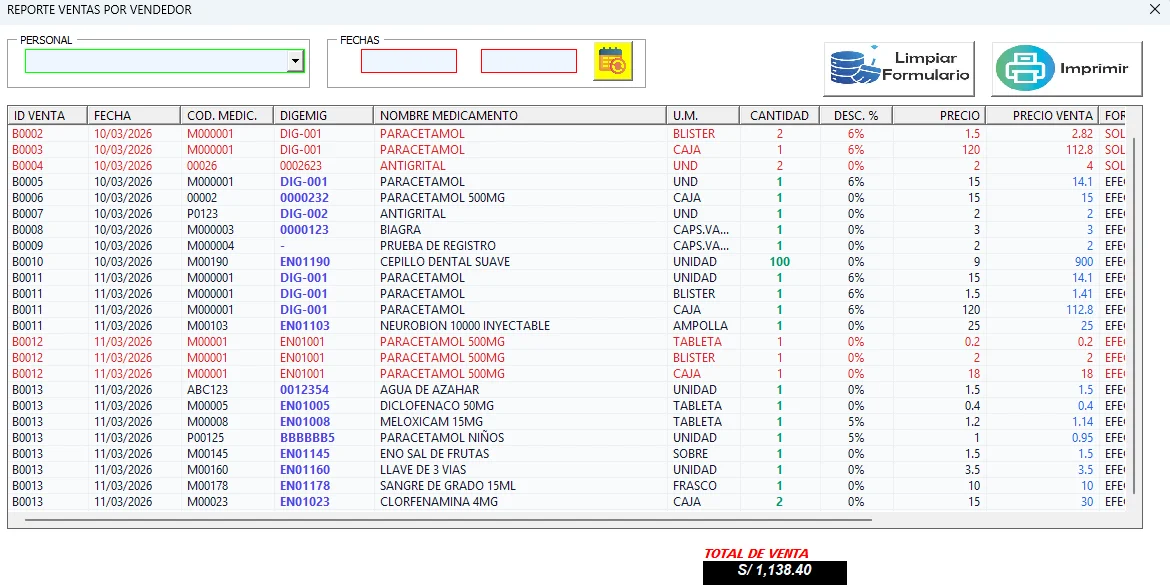 REPORTE VENTAS POR VENDEDOR
PERSONAL
FECHAS
Limpiar
Formulario
Imprimir
ID VENTA FECHA COD. MEDIC. DIGEMIG NOMBRE MEDICAMENTO U.M. CANTIDAD DESC. % PRECIO PRECIO VENTA FOR
B0002 10/03/2026 M000001 DIG-001 PARACETAMOL BLISTER 2 6% 1.5 2.82 SOL
B0003 10/03/2026 M000001 DIG-001 PARACETAMOL CAJA 1 6% 120 112.8 SOL
B0004 10/03/2026 00026 0002623 ANTIGRITAL UND 2 0% 2 4 SOL
B0005 10/03/2026 M000001 DIG-001 PARACETAMOL UND 1 6% 15 14.1 EFE
B0006 10/03/2026 00002 0000232 PARACETAMOL 500MG CAJA 1 0% 15 15 EFE
B0007 10/03/2026 P0123 DIG-002 ANTIGRITAL UND 1 0% 2 2 EFE
B0008 10/03/2026 M000003 0000123 BIAGRA CAPS.VA... 1 0% 3 3 EFE
B0009 10/03/2026 M000004 - PRUEBA DE REGISTRO CAPS.VA... 1 0% 2 2 EFE
B0010 10/03/2026 M00190 EN01190 CEPILLO DENTAL SUAVE UNIDAD 100 0% 9 900 EFE
B0011 11/03/2026 M000001 DIG-001 PARACETAMOL UNIDAD 1 6% 15 14.1 EFE
B0011 11/03/2026 M000001 DIG-001 PARACETAMOL BLISTER 1 6% 1.5 1.41 EFE
B0011 11/03/2026 M000001 DIG-001 PARACETAMOL CAJA 1 6% 120 112.8 EFE
B0011 11/03/2026 M00103 EN01103 NEUROBION 10000 INYECTABLE AMPOLLA 1 0% 25 25 EFE
B0012 11/03/2026 M00001 EN01001 PARACETAMOL 500MG TABLETA 1 0% 0.2 0.2 EFE
B0012 11/03/2026 M00001 EN01001 PARACETAMOL 500MG BLISTER 1 0% 2 2 EFE
B0012 11/03/2026 M00001 EN01001 PARACETAMOL 500MG CAJA 1 0% 18 18 EFE
B0013 11/03/2026 ABC123 0012354 AGUA DE AZAHAR UNIDAD 1 0% 1.5 1.5 EFE
B0013 11/03/2026 M00005 EN01005 DICLOFENACO 50MG TABLETA 1 0% 0.4 0.4 EFE
B0013 11/03/2026 M00008 EN01008 MELOXICAM 15MG TABLETA 1 5% 1.2 1.14 EFE
B0013 11/03/2026 P00125 BBBBBB5 PARACETAMOL NIÑOS UNIDAD 1 5% 1 0.95 EFE
B0013 11/03/2026 M00145 EN01145 ENO SAL DE FRUTAS SOBRE 1 0% 1.5 1.5 EFE
B0013 11/03/2026 M00160 EN01160 LLAVE DE 3 VIAS UNIDAD 1 0% 3.5 3.5 EFE
B0013 11/03/2026 M00178 EN01178 SANGRE DE GRADO 15ML FRASCO 1 0% 10 10 EFE
B0013 11/03/2026 M00023 EN01023 CLORFENAMINA 4MG CAJA 2 0% 15 30 EFE
TOTAL DE VENTA
S/ 1,138.40